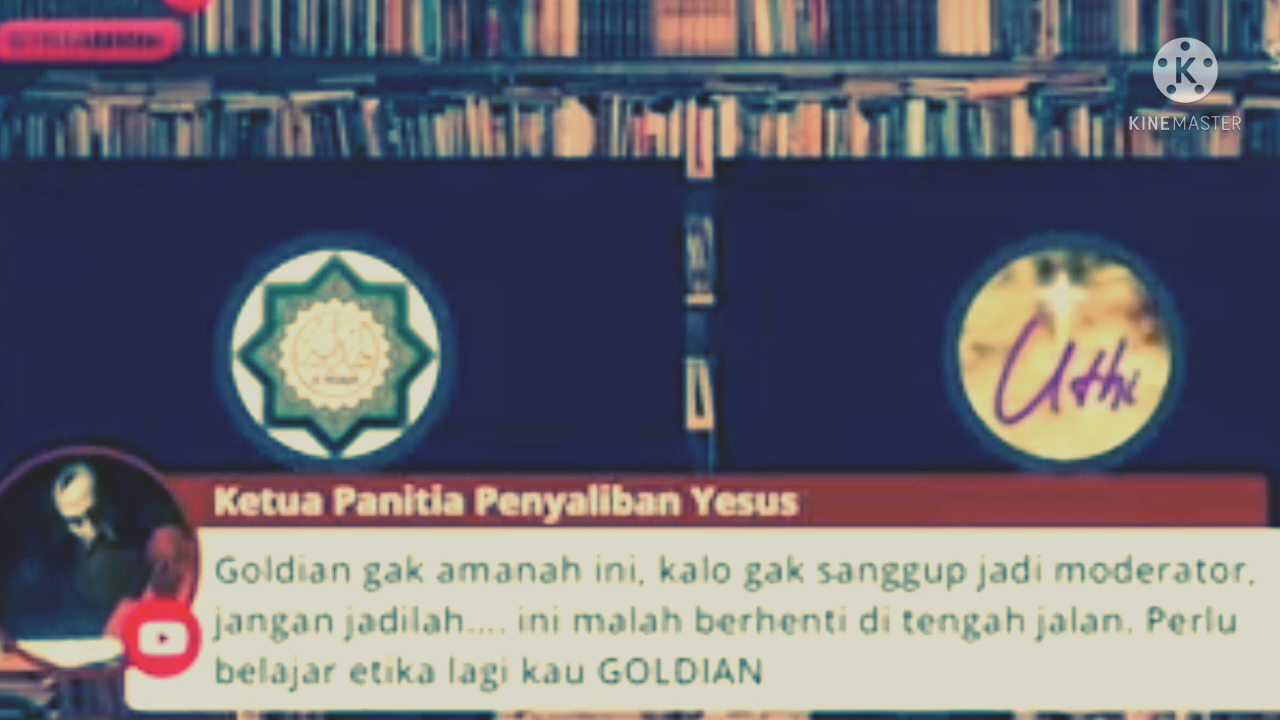 KINEMASTER
Uthi
Ketua Panitia Penyaliban Yesus
Goldian gak amanah ini, kalo gak sanggup jadi moderator,
jangan jadilah.... ini malah berhenti di tengah jalan. Perlu
belajar etika lagi kau GOLDIAN